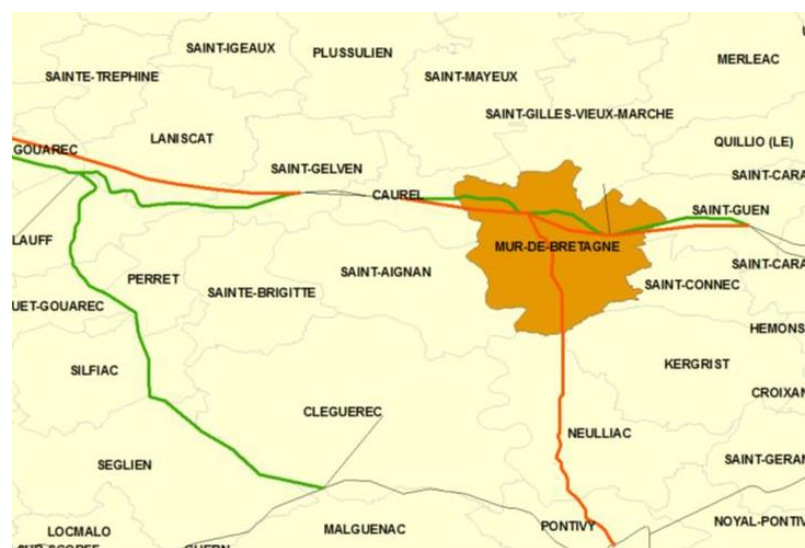 SAINT-IGEAUX
PLUSSULIEN
MERLEAC
SAINTE-TREPHINE
SAINT-MAYEUX
SAINT-GILLES-VIEUX-MARCHE
LANISCAT
QUILLIO (LE)
GOUAREC
SAINT-GELVEN
SAINT-CARA
CAUREL
SAINT-GUEN
LAUFF
MUR-DE-BRETAGNE
PERRET
SAINT-AIGNAN
SAINT-CARA
SAINTE-BRIGITTE
SAINT-CONNEC
UET-GOUAREC
HEMONS
SILFIAC
KERGRIST
CROIXAN
CLEGUEREC
NEULLIAC
SEGLIEN
SAINT-GERAN
LOCMALO
MALGUENAC
PONTIVY
NOYAL-PONTIV